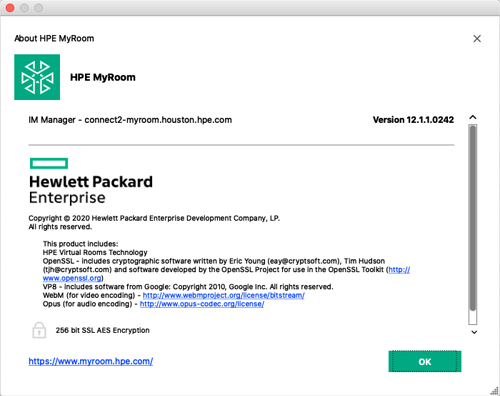 About HPE MyRoom
HPE MyRoom
IM Manager - connect2-myroom.houston.hpe.com Version 12.1.1.0242
Hewlett Packard
Enterprise
Copyright © 2020 Hewlett Packard Enterprise Development Company, LP.
All rights reserved.
This product includes:
HPE Virtual Rooms Technology
OpenSSL - includes cryptographic software written by Eric Young (eay@cryptsoft.com), Tim Hudson
(tjh@cryptsoft.com) and software developed by the OpenSSL Project for use in the OpenSSL Toolkit (http://
www.openssl.org)
VP8 - includes software from Google: Copyright 2010, Google Inc. All rights reserved.
WebM (for video encoding) - http://www.webmproject.org/license/bitstream/
Opus (for audio encoding) - http://www.opus-codec.org/license/
256 bit SSL AES Encryption
https://www.myroom.hpe.com/ OK